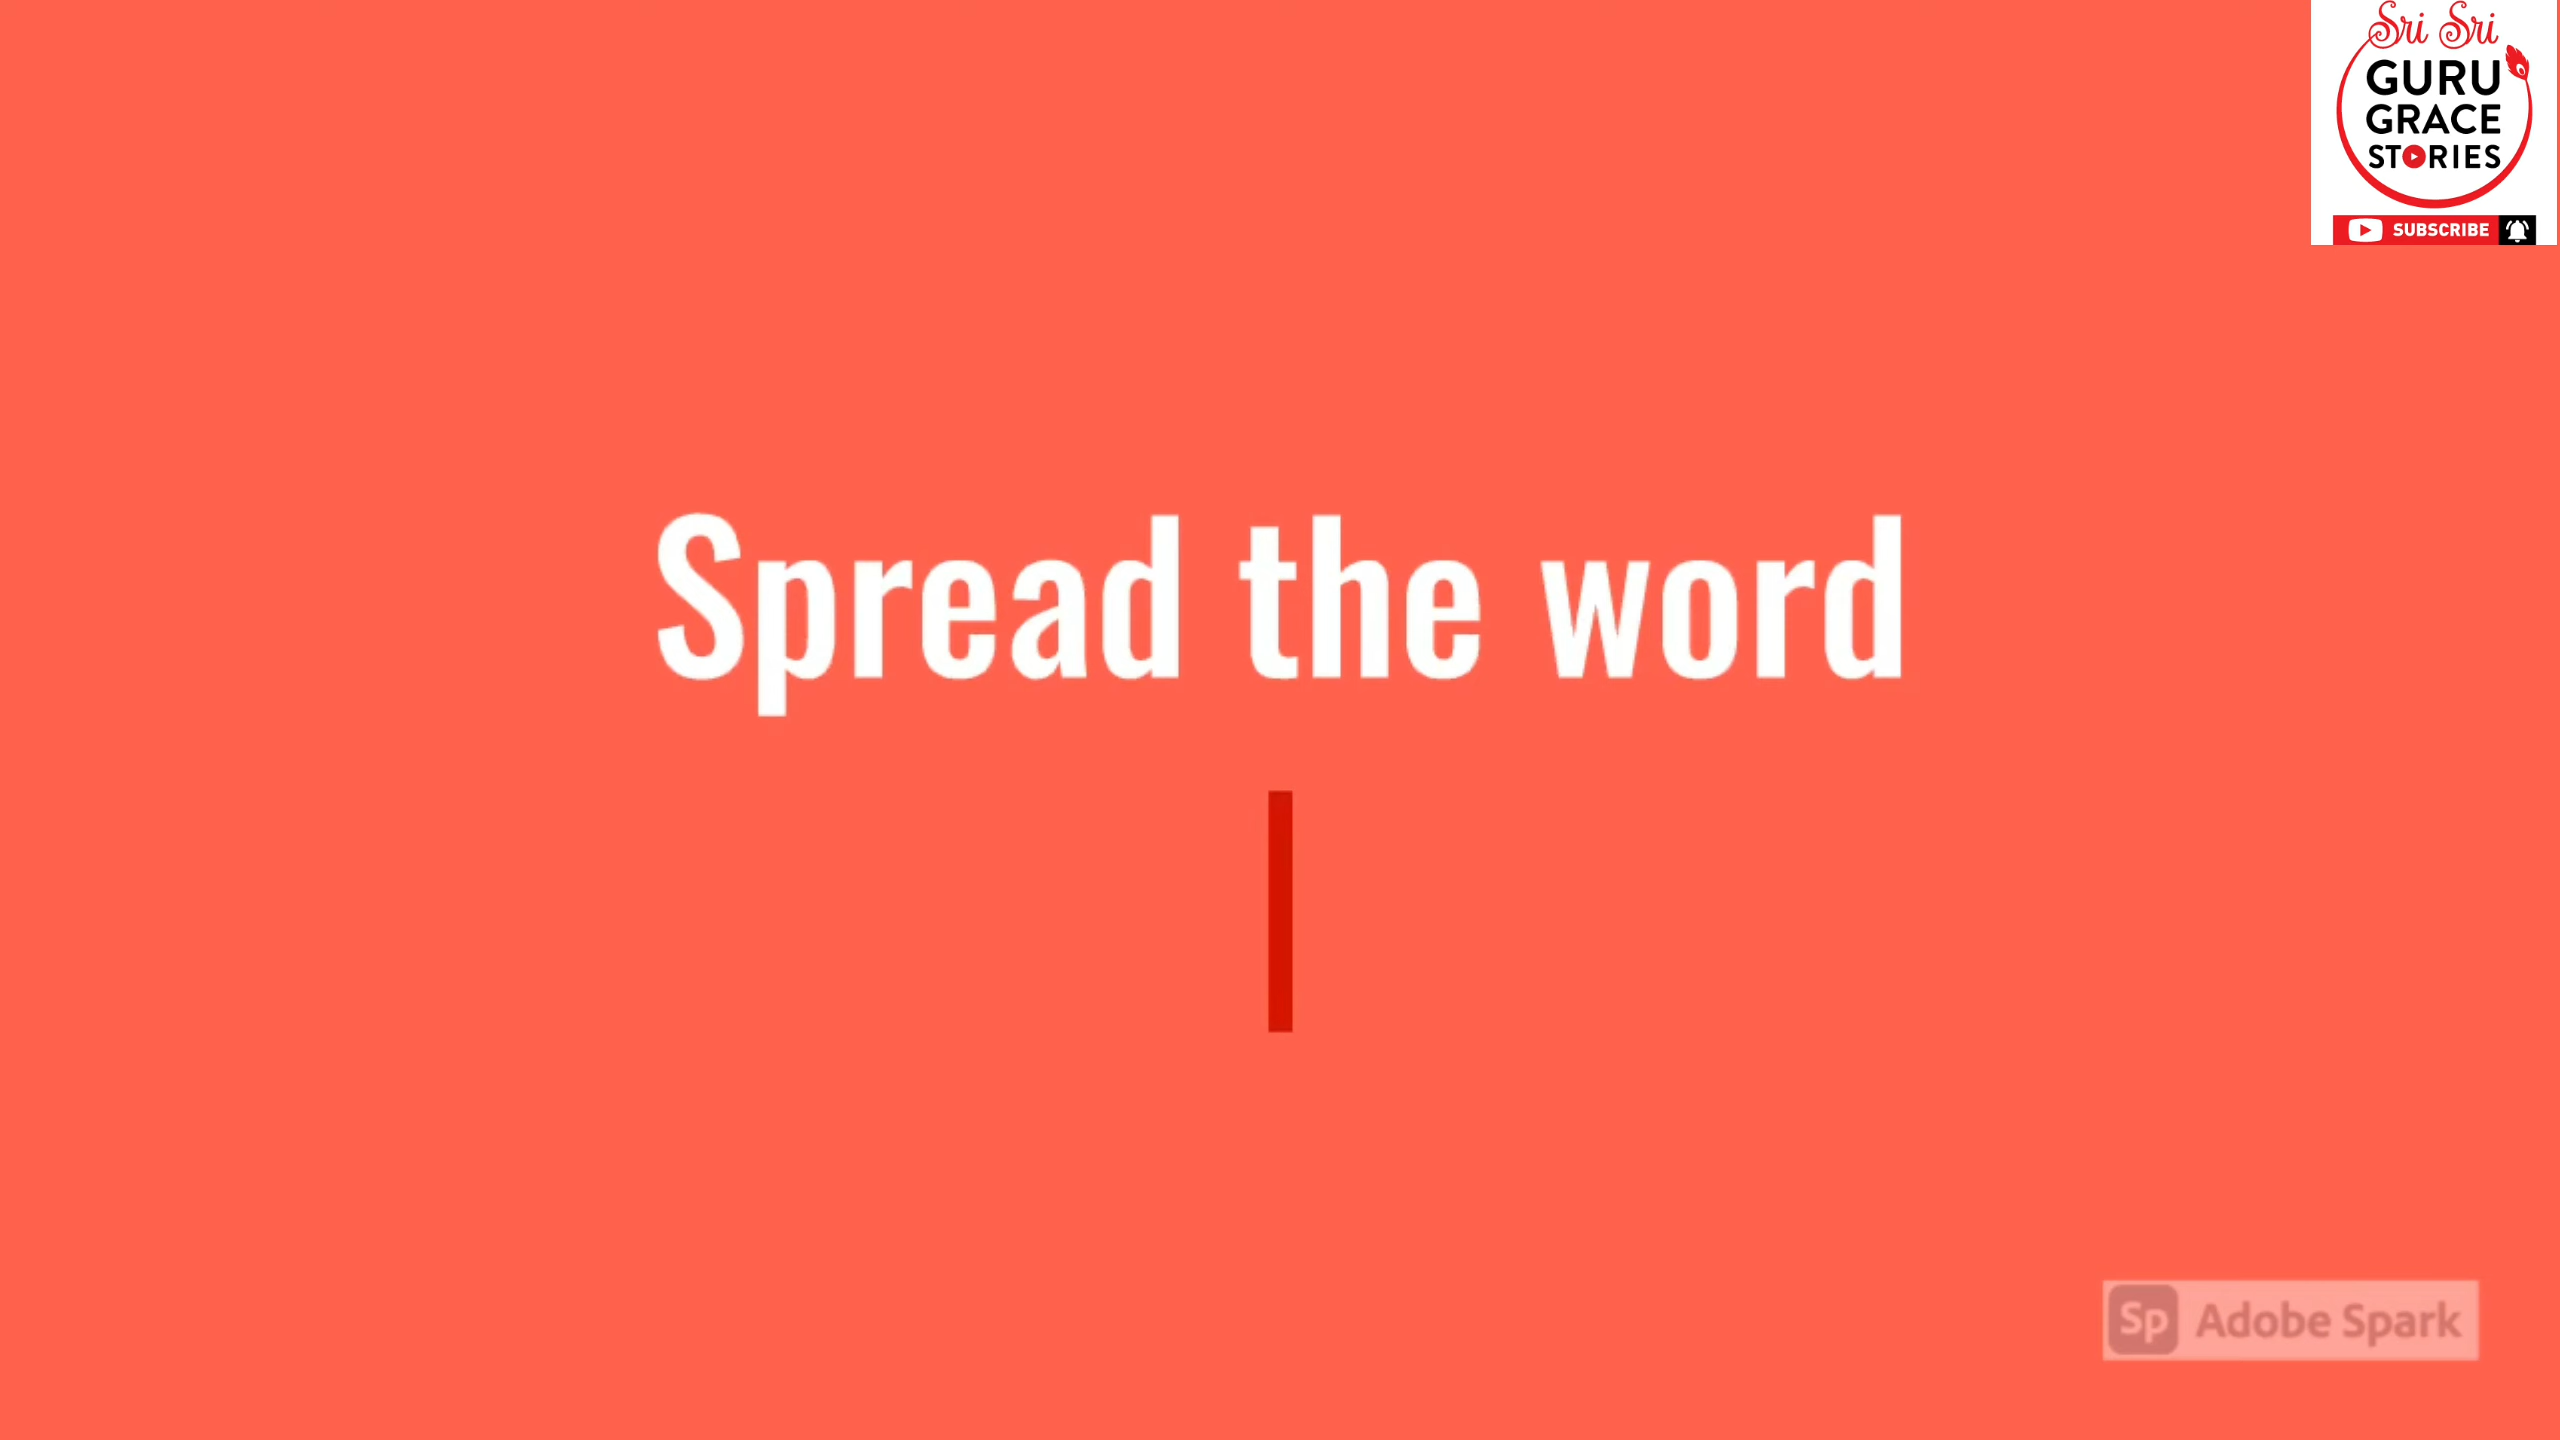 Sri Sri
GURU
GRACE
STORIES
SUBSCRIBE
Spread the word
Sp Adobe Spark